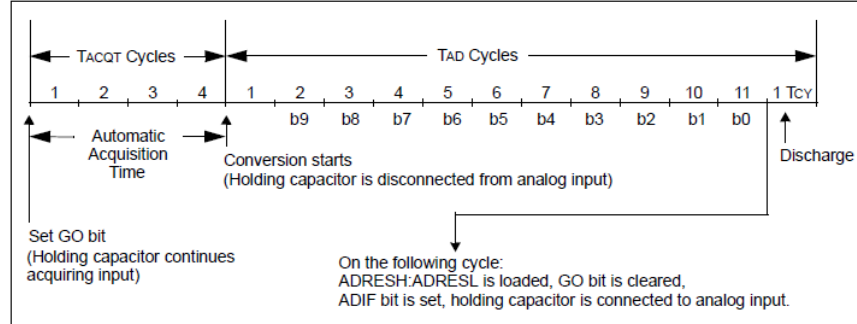 TACQT Cycles TAD Cycles
1 2 3 4 1 2 3 4 5 6 7 8 9 10 11 1 TCY
b9 b8 b7 b6 b5 b4 b3 b2 b1 b0
Automatic
Acquisition
Time
Conversion starts
(Holding capacitor is disconnected from analog input)
Discharge
Set GO bit
(Holding capacitor continues
acquiring input)
On the following cycle:
ADRESH:ADRESL is loaded, GO bit is cleared,
ADIF bit is set, holding capacitor is connected to analog input.